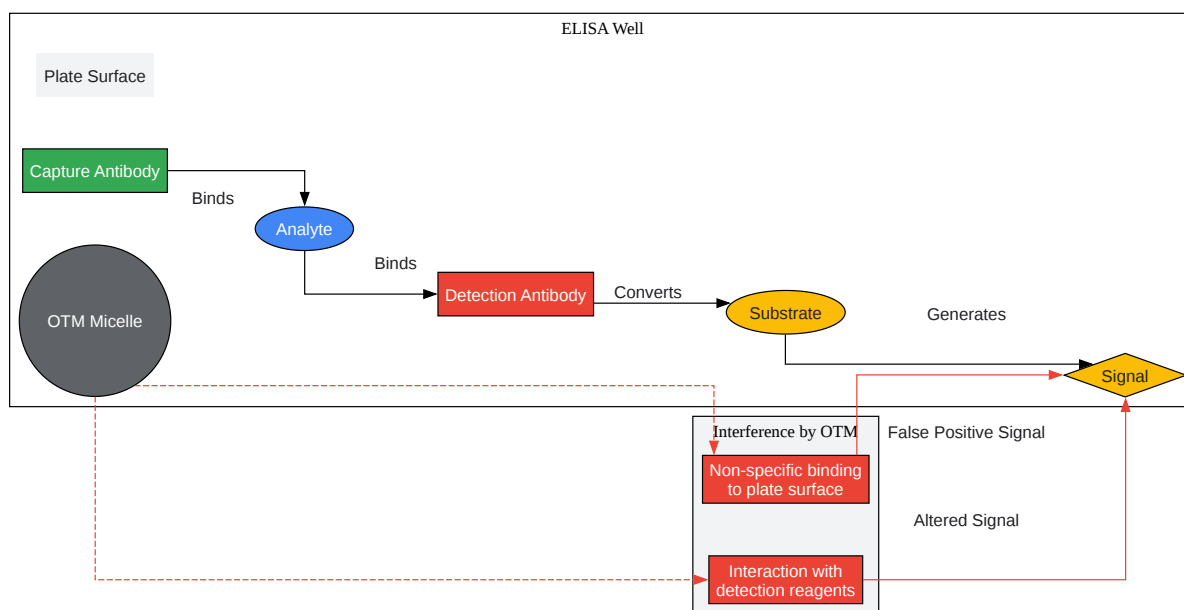 ELISA Well
Plate Surface
Capture Antibody
Binds
Analyte
Binds
Detection Antibody
Converts
OTM Micelle
Substrate
Generates
Signal
Interference by OTM
False Positive Signal
Non-specific binding
to plate surface
Altered Signal
Interaction with
detection reagents